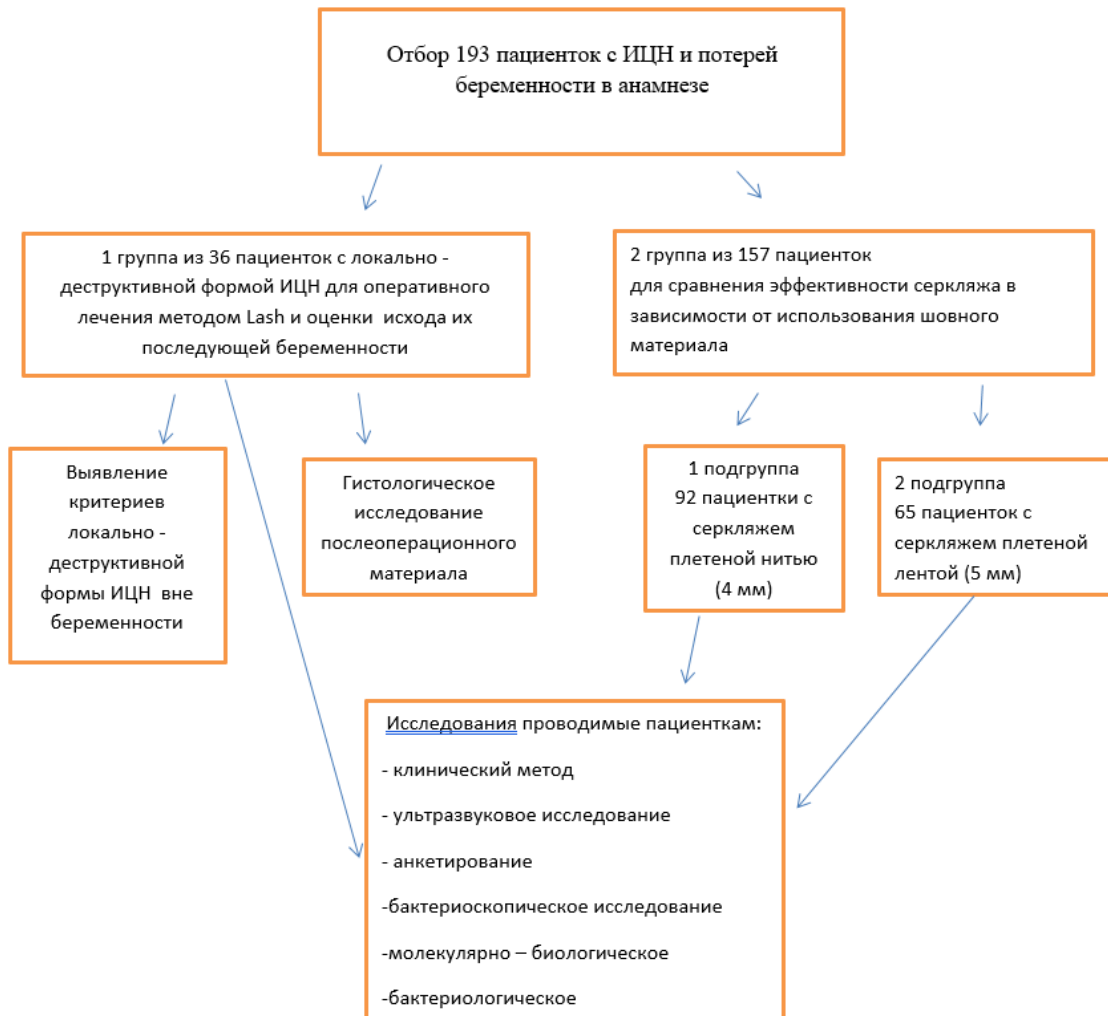 Отбор 193 пациенток с ИЦН и потерей
беременности в анамнезе
1 группа из 36 пациенток с локально -
деструктивной формой ИЦН для оперативного
лечения методом Lash и оценки исхода их
последующей беременности
2 группа из 157 пациенток
для сравнения эффективности серкляжа в
зависимости от использования шовного
материала
Выявление
критериев
локально -
деструктивной
формы ИЦН вне
беременности
Гистологическое
исследование
послеоперационного
материала
1 подгруппа
92 пациентки с
серкляжем
плетеной нитью
(4 мм)
2 подгруппа
65 пациенток с
серкляжем плетеной
лентой (5 мм)
Исследования проводимые пациенткам:
- клинический метод
- ультразвуковое исследование
- анкетирование
-бактериоскопическое исследование
-молекулярно – биологическое
-бактериологическое